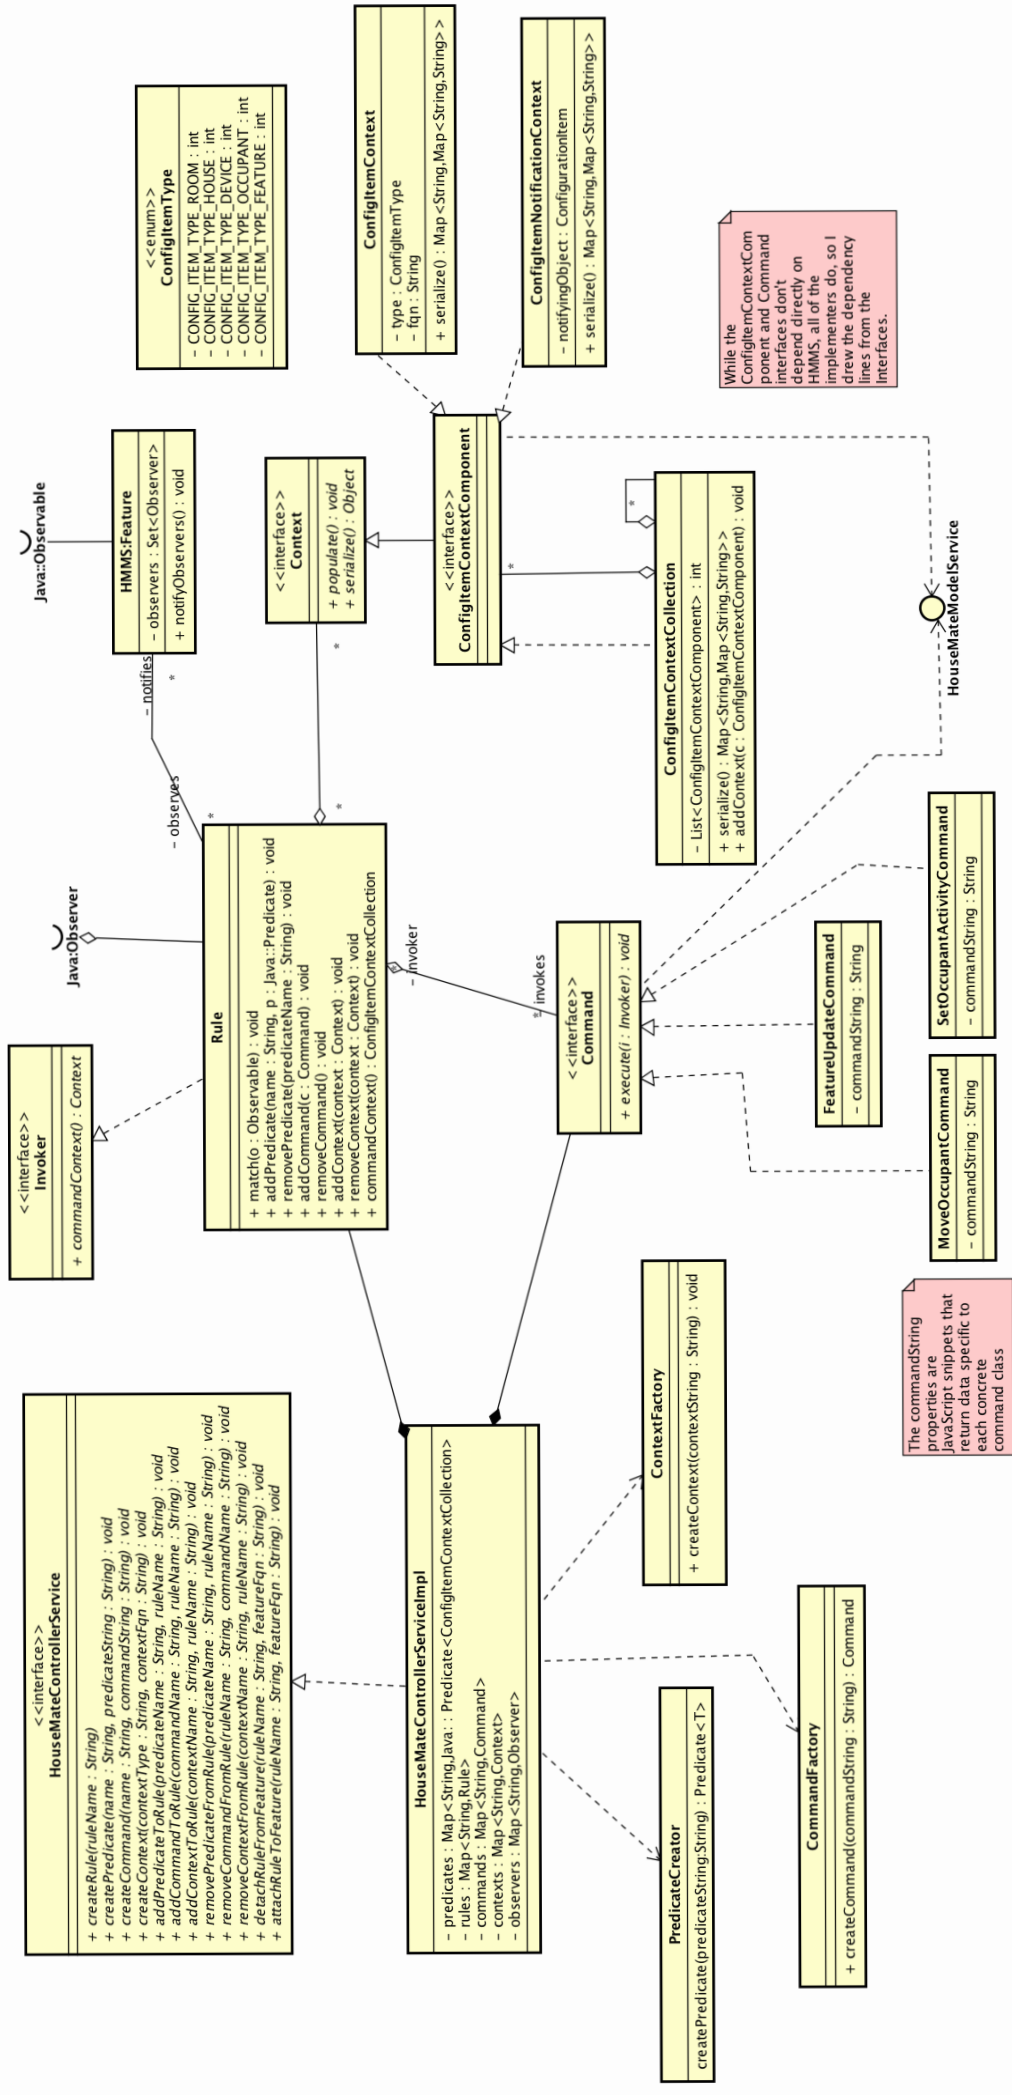 <<interface>>
HouseMateControllerService
+ createRule(ruleName : String)
+ createPredicate(name : String, predicateString : String) : void
+ createCommand(name : String, commandString : String) : void
+ createContext(contextType : String, contextFqn : String) : void
+ addPredicateToRule(predicateName : String, ruleName : String) : void
+ addCommandToRule(commandName : String, ruleName : String) : void
+ addContextToRule(contextName : String, ruleName : String) : void
+ removePredicateFromRule(predicateName : String, ruleName : String) : void
+ removeCommandFromRule(ruleName : String, commandName : String) : void
+ removeContextFromRule(contextName : String, ruleName : String) : void
+ detachRuleFromFeature(ruleName : String, featureFqn : String) : void
+ attachRuleToFeature(ruleName : String, featureFqn : String) : void
<<interface>>
Invoker
+ commandContext() : Context
Java:Observer
Java::Observable
HMMS:Feature
- observers : Set<Observer>
+ notifyObservers() : void
<<enum>>
ConfigItemType
- CONFIG_ITEM_TYPE_ROOM : int
- CONFIG_ITEM_TYPE_HOUSE : int
- CONFIG_ITEM_TYPE_DEVICE : int
- CONFIG_ITEM_TYPE_OCCUPANT : int
- CONFIG_ITEM_TYPE_FEATURE : int
- observes
*
- notifies
*
Rule
+ match(o : Observable) : void
+ addPredicate(name : String, p : Java::Predicate) : void
+ removePredicate(predicateName : String) : void
+ addCommand(c : Command) : void
+ removeCommand() : void
+ addContext(context : Context) : void
+ removeContext(context : Context) : void
+ commandContext() : ConfigItemContextCollection
*
*
<<interface>>
Context
+ populate() : void
+ serialize() : Object
ConfigItemContext
- type : ConfigItemType
- fqn : String
+ serialize() : Map<String,Map<String,String>>
HouseMateControllerServiceImpl
- predicates : Map<String,Java: : Predicate<ConfigItemContextCollection>
- rules : Map<String,Rule>
- commands : Map<String,Command>
- contexts : Map<String,Context>
- observers : Map<String,Observer>
*
- invoker
* invokes
<<interface>>
ConfigItemContextComponent
*
*
ConfigItemNotificationContext
- notifyingObject : ConfigurationItem
+ serialize() : Map<String,Map<String,String>>
<<interface>>
Command
+ execute(i : Invoker) : void
ConfigItemContextCollection
- List<ConfigItemContextComponent> : int
+ serialize() : Map<String,Map<String,String>>
+ addContext(c : ConfigItemContextComponent) : void
ContextFactory
+ createContext(contextString : String) : void
PredicateCreator
createPredicate(predicateString:String) : Predicate<T>
While the
ConfigItemContextCom
ponent and Command
interfaces don't
depend directly on
HMMS, all of the
implementers do, so I
drew the dependency
lines from the
Interfaces.
CommandFactory
+ createCommand(commandString : String) : Command
FeatureUpdateCommand
- commandString : String
The commandString
properties are
JavaScript snippets that
return data specific to
each concrete
command class
MoveOccupantCommand
- commandString : String
SetOccupantActivityCommand
- commandString : String
HouseMateModelService